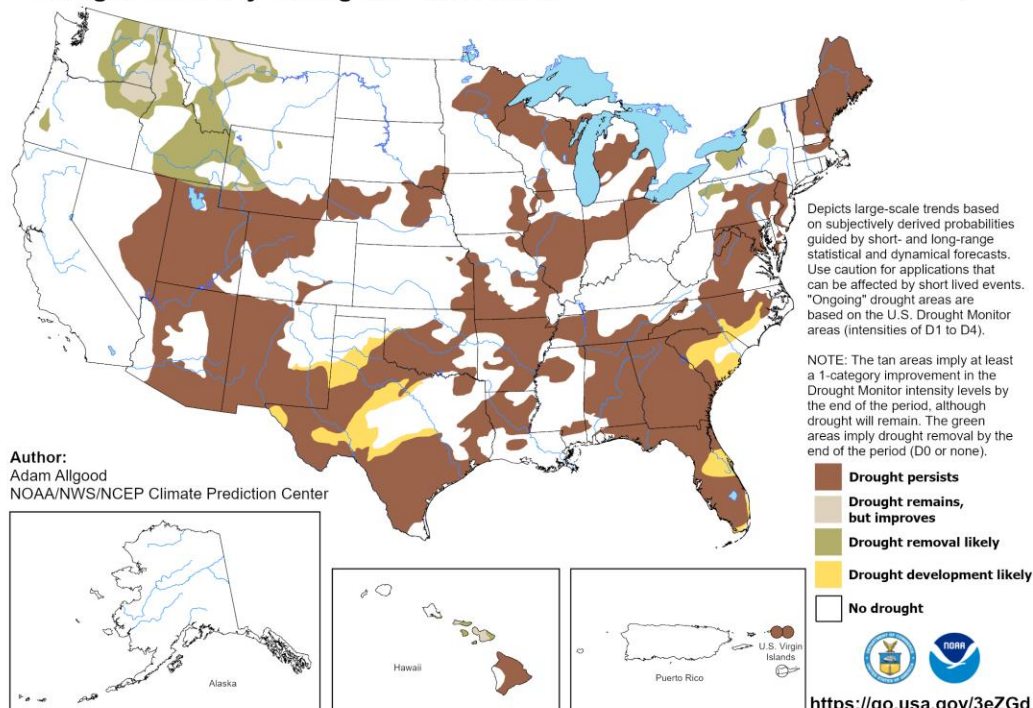 Depicts large-scale trends based
on subjectively derived probabilities
guided by short- and long-range
statistical and dynamical forecasts.
Use caution for applications that
can be affected by short lived events.
"Ongoing" drought areas are
based on the U.S. Drought Monitor
areas (intensities of D1 to D4).
NOTE: The tan areas imply at least
a 1-category improvement in the
Drought Monitor intensity levels by
the end of the period, although
drought will remain. The green
areas imply drought removal by the
end of the period (D0 or none).
Author:
Adam Allgood
NOAA/NWS/NCEP Climate Prediction Center
Drought persists
Drought remains,
but improves
Drought removal likely
Drought development likely
No drought
Alaska
Hawaii
Puerto Rico
U.S. Virgin
Islands
NOAA
https://go.usa.gov/3eZGd